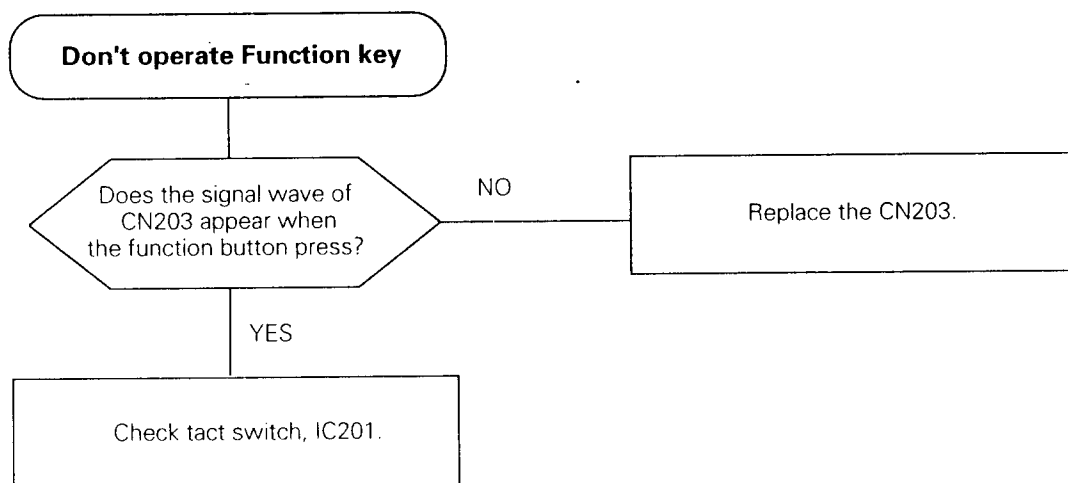 Don't operate Function key
Does the signal wave of
CN203 appear when
the function button press?
NO
Replace the CN203.
YES
Check tact switch, IC201.